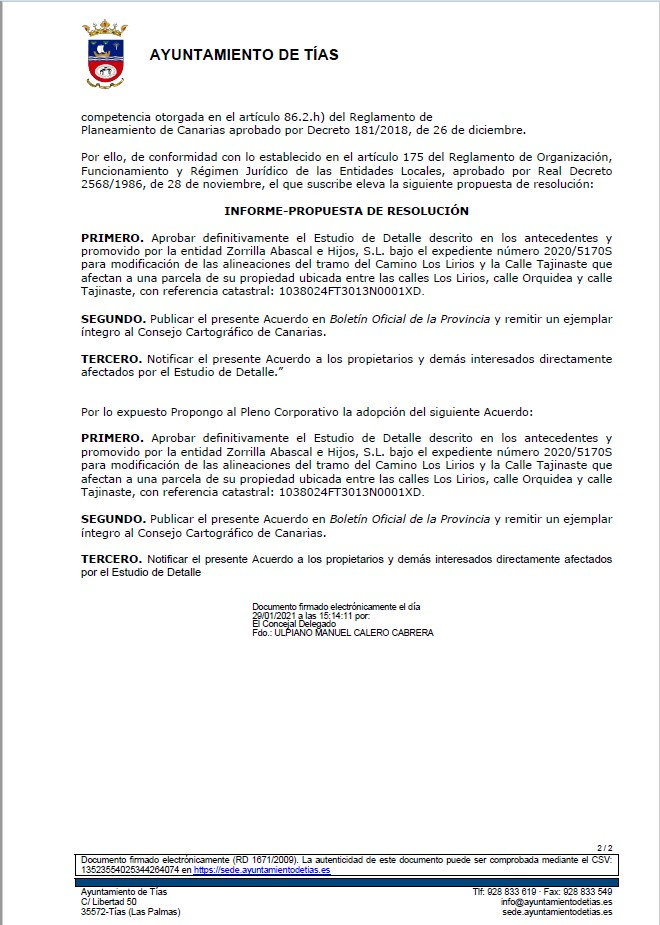 AYUNTAMIENTO DE TÍAS
competencia otorgada en el artículo 86.2.h) del Reglamento de
Planeamiento de Canarias aprobado por Decreto 181/2018, de 26 de diciembre.
Por ello, de conformidad con lo establecido en el artículo 175 del Reglamento de Organización,
Funcionamiento y Régimen Jurídico de las Entidades Locales, aprobado por Real Decreto
2568/1986, de 28 de noviembre, el que suscribe eleva la siguiente propuesta de resolución:
INFORME-PROPUESTA DE RESOLUCIÓN
PRIMERO. Aprobar definitivamente el Estudio de Detalle descrito en los antecedentes y
promovido por la entidad Zorrilla Abascal e Hijos, S.L. bajo el expediente número 2020/5170S
para modificación de las alineaciones del tramo del Camino Los Lirios y la Calle Tajinaste que
afectan a una parcela de su propiedad ubicada entre las calles Los Lirios, calle Orquidea y calle
Tajinaste, con referencia catastral: 1038024FT3013N0001XD.
SEGUNDO. Publicar el presente Acuerdo en Boletín Oficial de la Provincia y remitir un ejemplar
íntegro al Consejo Cartográfico de Canarias.
TERCERO. Notificar el presente Acuerdo a los propietarios y demás interesados directamente
afectados por el Estudio de Detalle.”
Por lo expuesto Propongo al Pleno Corporativo la adopción del siguiente Acuerdo:
PRIMERO. Aprobar definitivamente el Estudio de Detalle descrito en los antecedentes y
promovido por la entidad Zorrilla Abascal e Hijos, S.L. bajo el expediente número 2020/5170S
para modificación de las alineaciones del tramo del Camino Los Lirios y la Calle Tajinaste que
afectan a una parcela de su propiedad ubicada entre las calles Los Lirios, calle Orquidea y calle
Tajinaste, con referencia catastral: 1038024FT3013N0001XD.
SEGUNDO. Publicar el presente Acuerdo en Boletín Oficial de la Provincia y remitir un ejemplar
íntegro al Consejo Cartográfico de Canarias.
TERCERO. Notificar el presente Acuerdo a los propietarios y demás interesados directamente afectados
por el Estudio de Detalle
Documento firmado electrónicamente el día
29/01/2021 a las 15:14:11 por:
El Concejal Delegado
Fdo.: ULPIANO MANUEL CALERO CABRERA
2 / 2
Documento firmado electrónicamente (RD 1671/2009). La autenticidad de este documento puede ser comprobada mediante el CSV:
13523554025344264074 en https://sede.ayuntamientodetias.es
Ayuntamiento de Tías
C/ Libertad 50
35572-Tías (Las Palmas)
Tlf: 928 833 619 · Fax: 928 833 549
info@ayuntamientodetias.es
sede.ayuntamientodetias.es